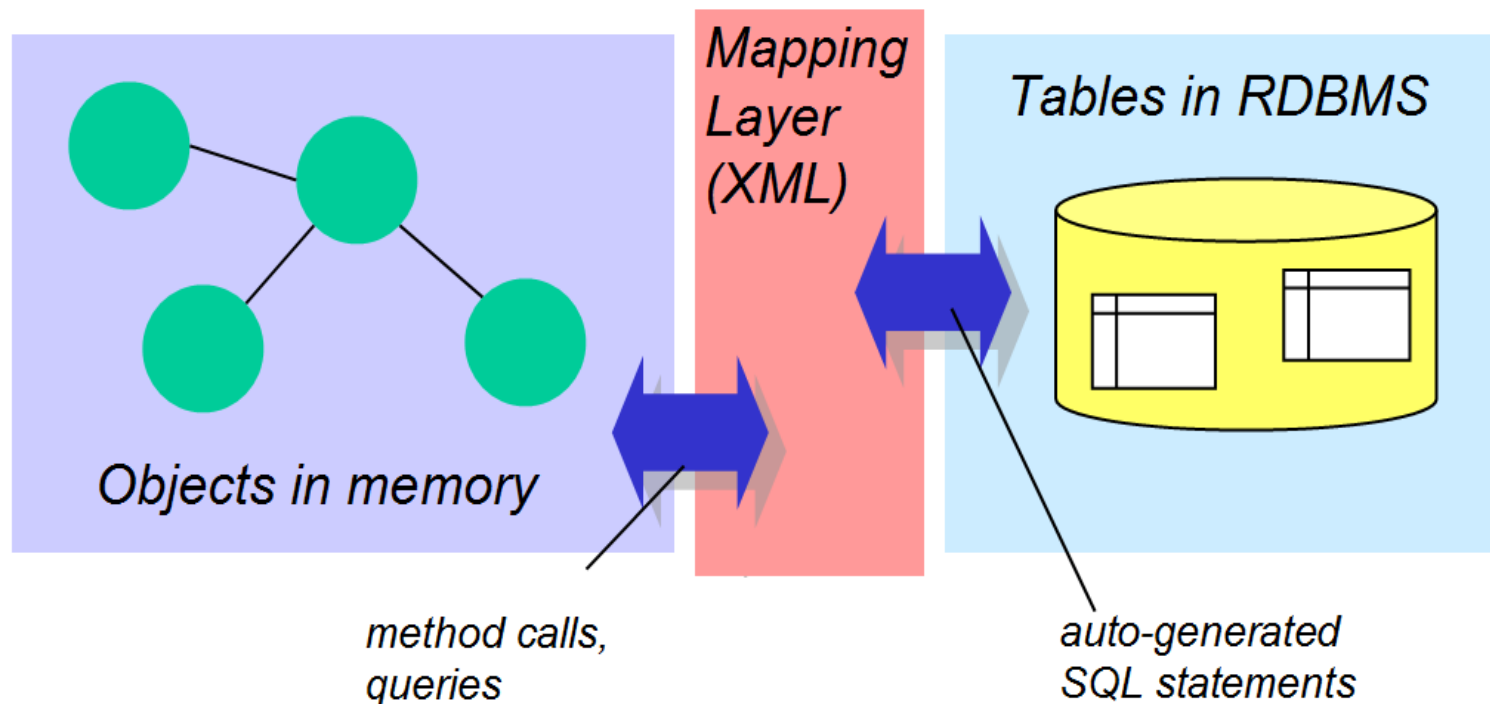 Mapping
Layer
(XML)
Tables in RDBMS
Objects in memory
method calls,
queries
auto-generated
SQL statements